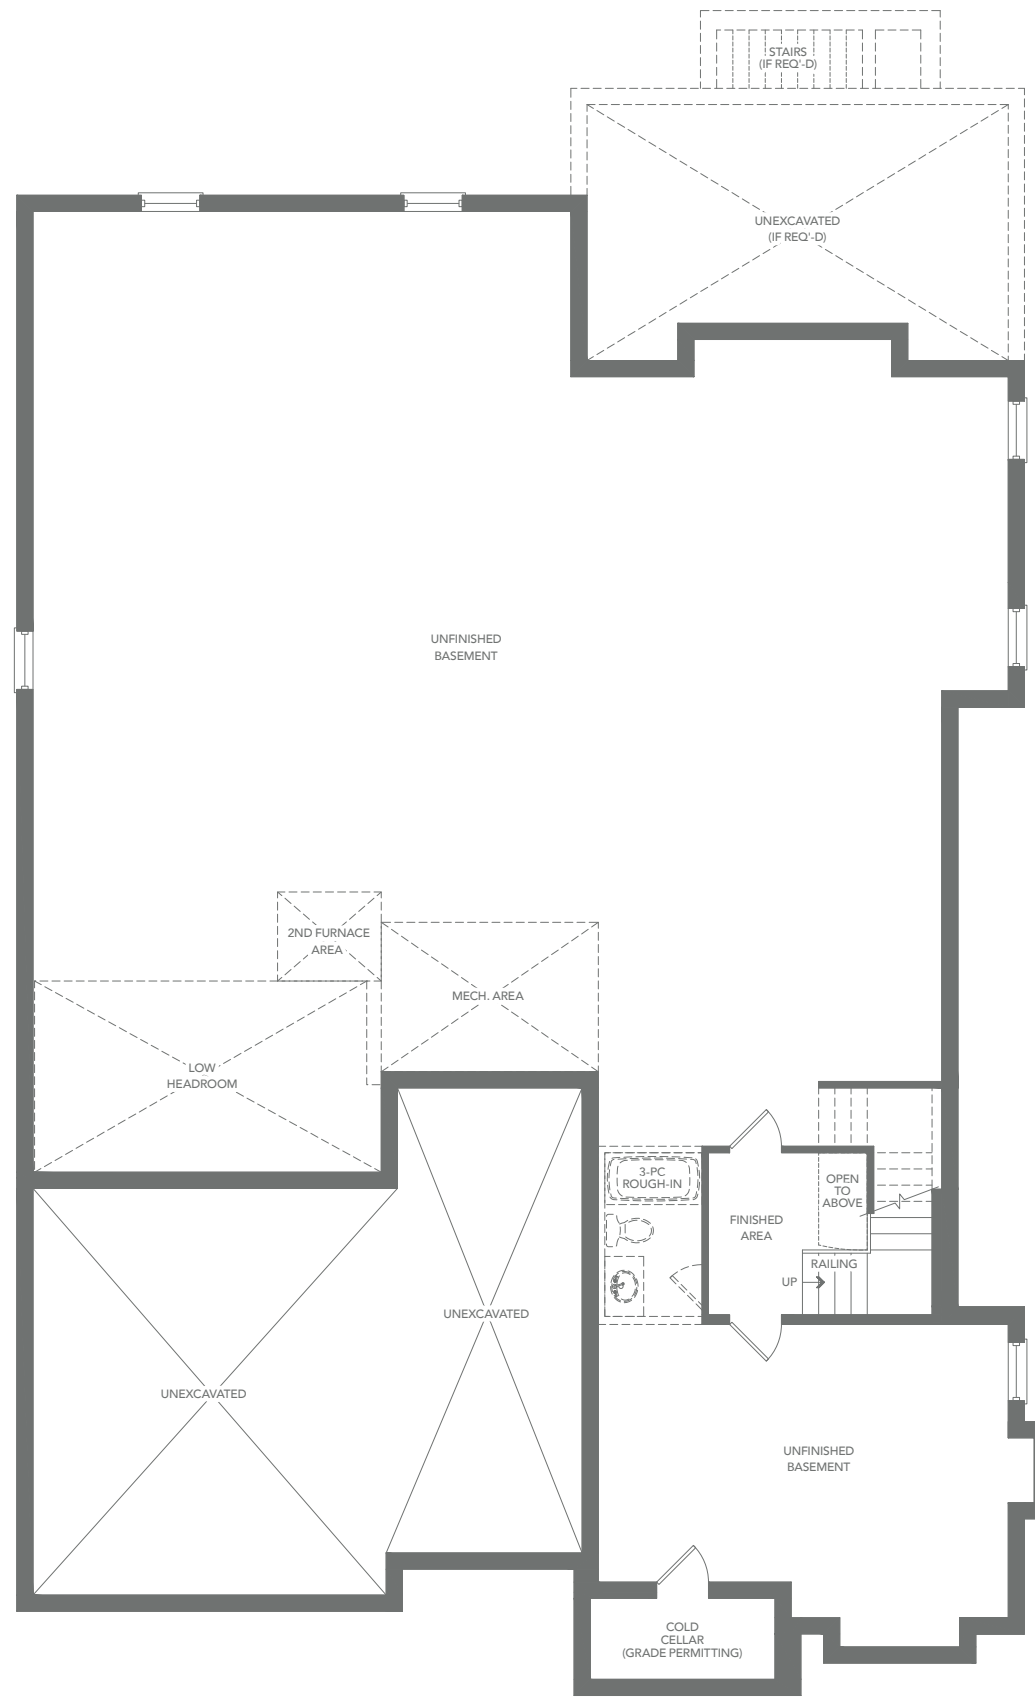 STAIRS
(IF REQ'-D)
UNEXCAVATED
(IF REQ'-D)
UNFINISHED
BASEMENT
2ND FURNACE
AREA
MECH. AREA
LOW
HEADROOM
3-PC
ROUGH-IN
OPEN
TO
ABOVE
FINISHED
AREA
RAILING
UP
UNEXCAVATED
UNEXCAVATED
UNFINISHED
BASEMENT
COLD
CELLAR
(GRADE PERMITTING)